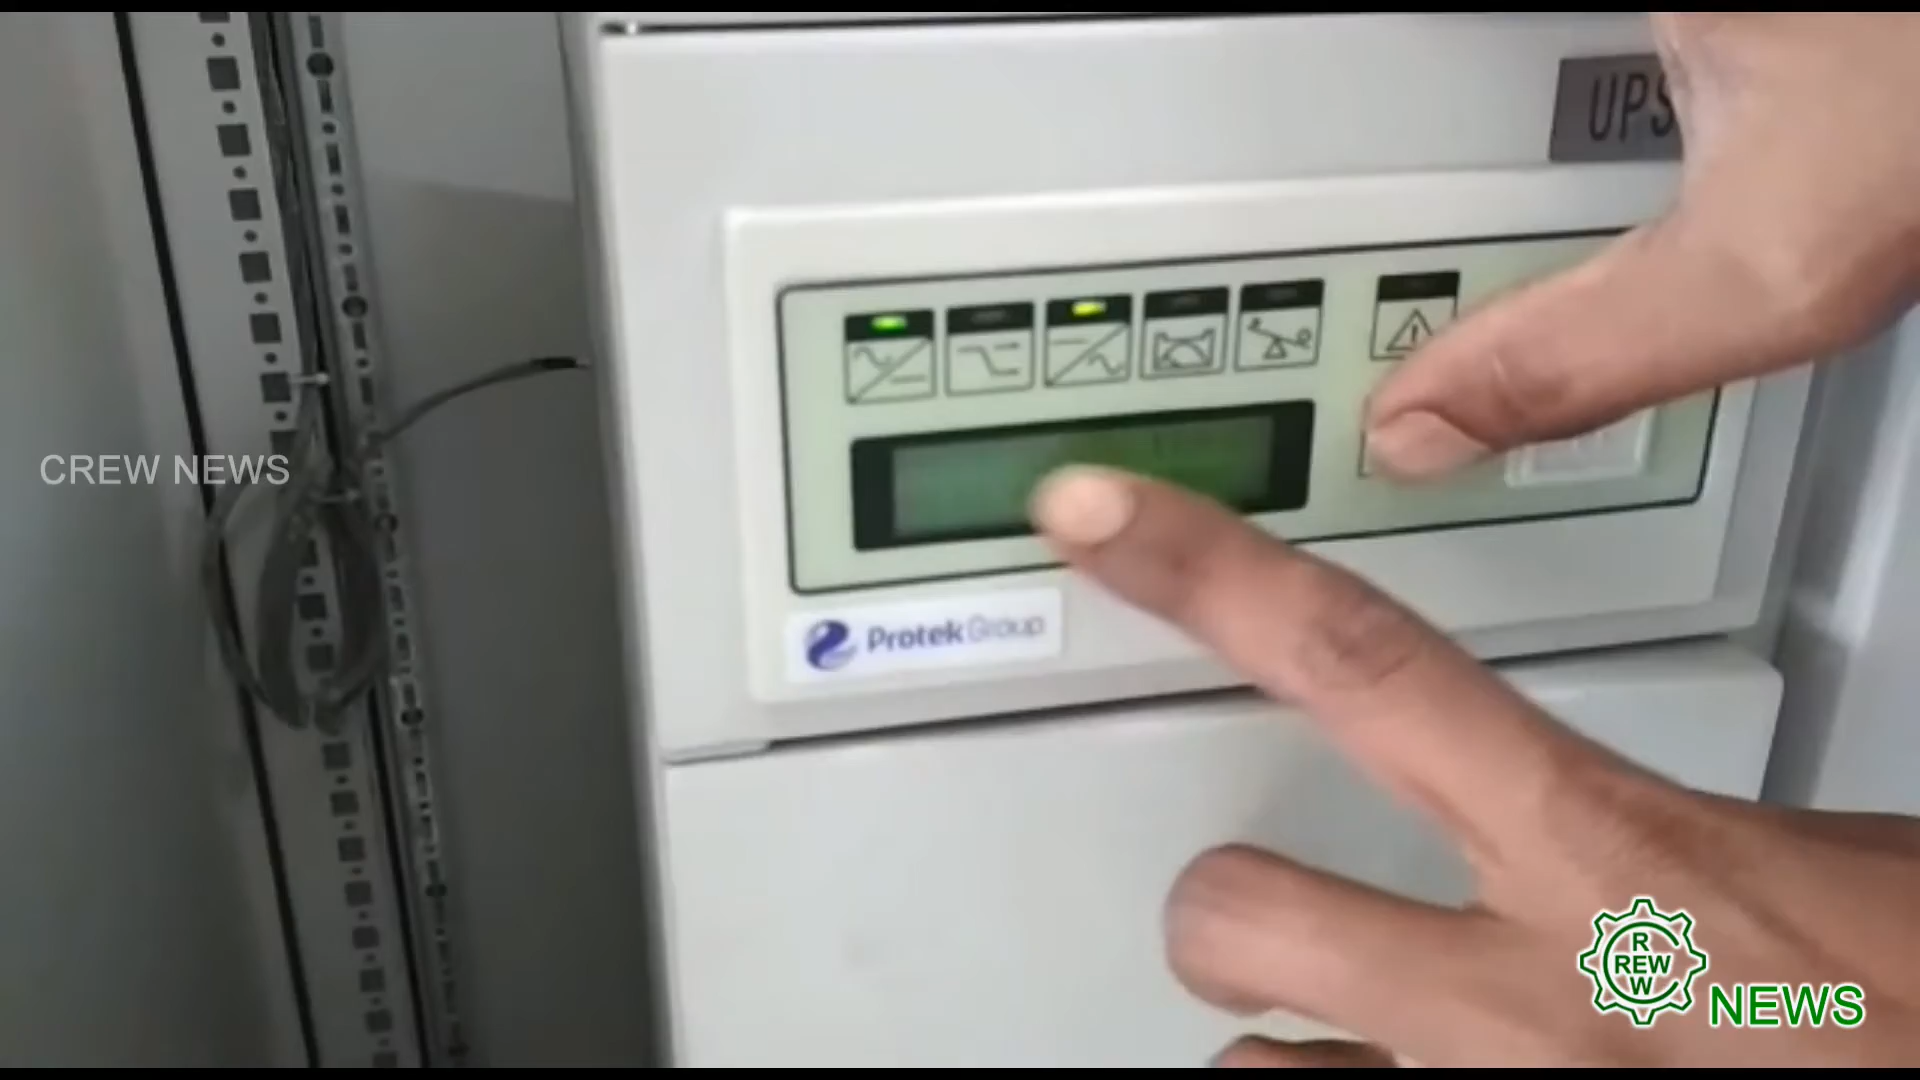 UPS
CREW NEWS
Protek Group
R
REW
W
NEWS